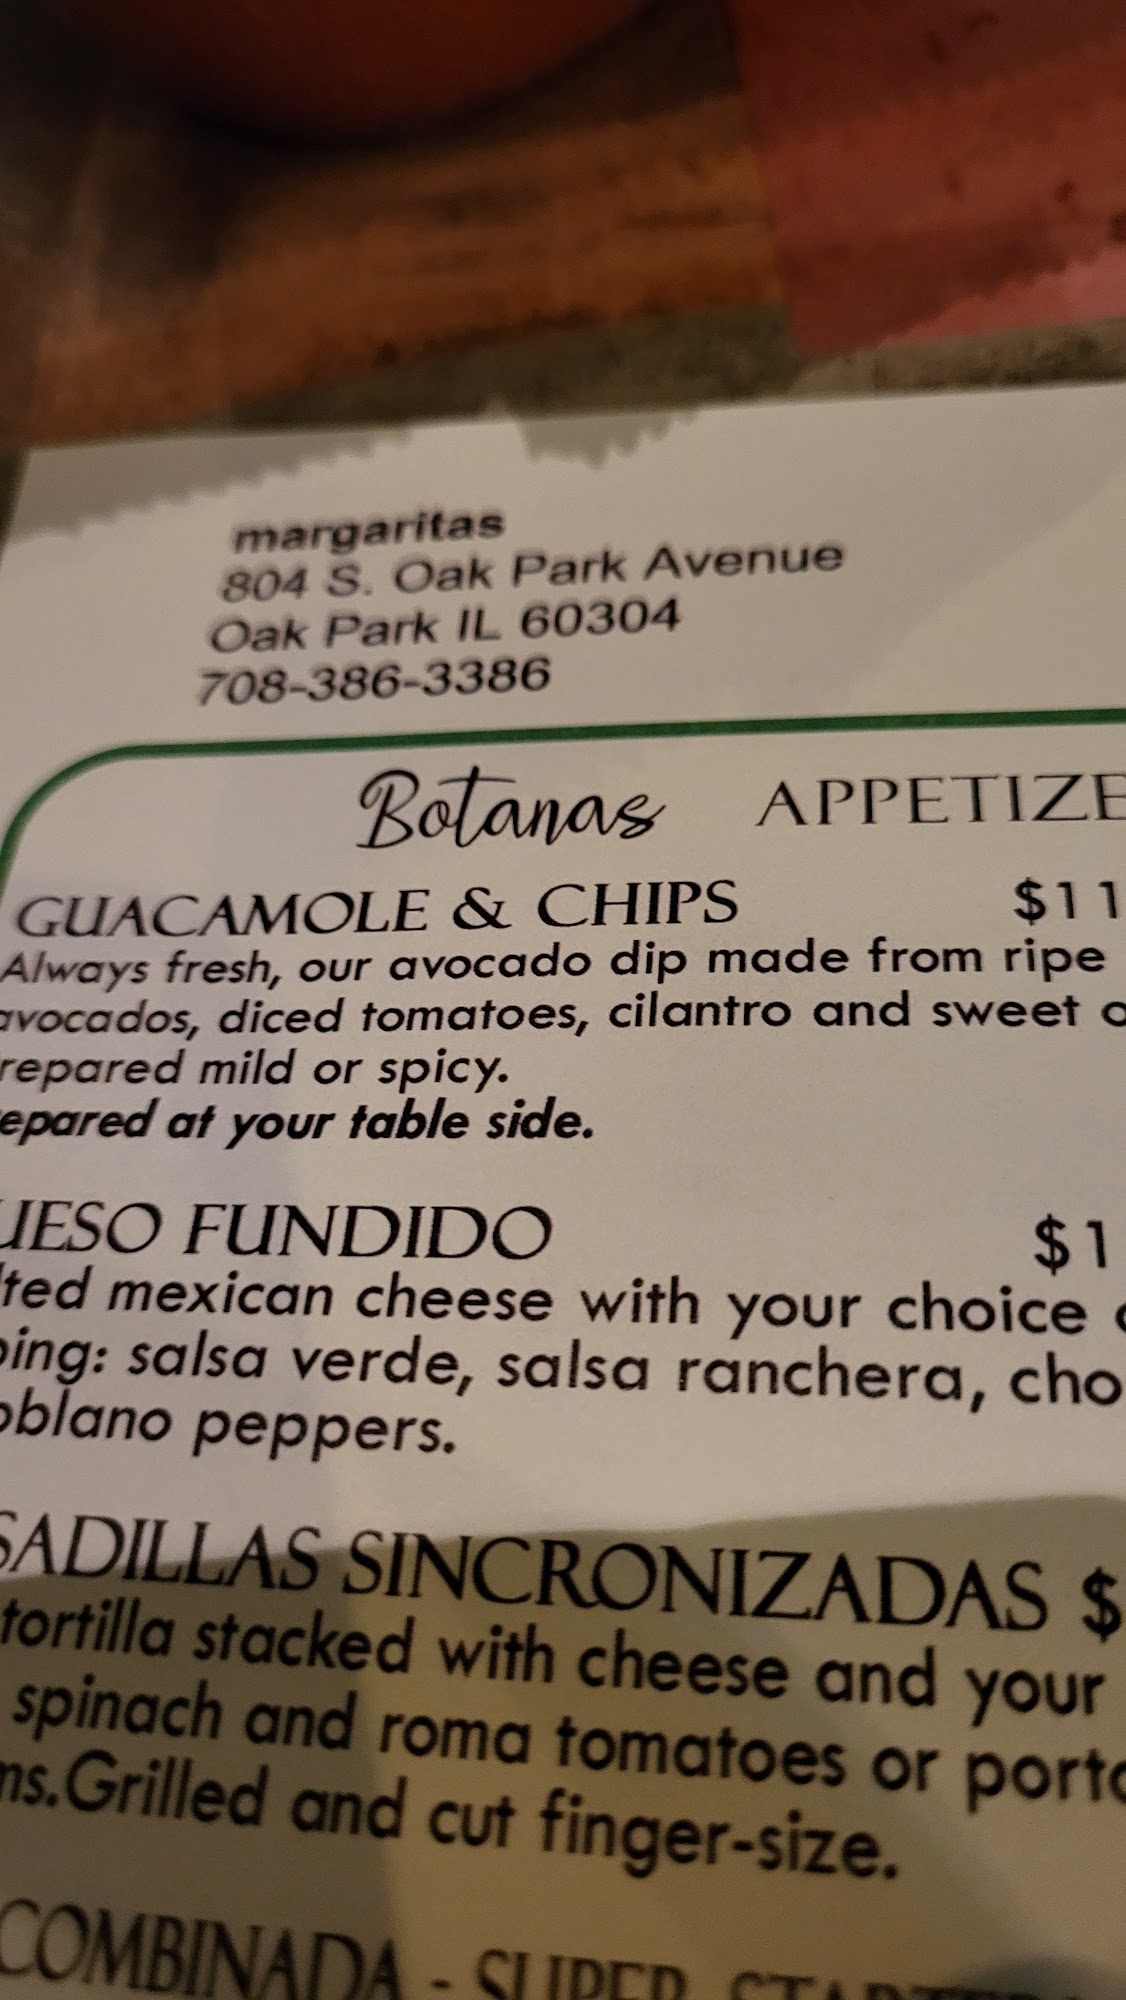 margaritas
804 S. Oak Park Avenue
Oak Park IL 60304
708-386-3386
Botanas APPETIZE
GUACAMOLE & CHIPS $11
Always fresh, our avocado dip made from ripe
avocados, diced tomatoes, cilantro and sweet o
repared mild or spicy.
epared at your table side.
UESO FUNDIDO $1
lted mexican cheese with your choice
ping: salsa verde, salsa ranchera, cho
oblano peppers.
SADILLAS SINCRONIZADAS $
tortilla stacked with cheese and your
spinach and roma tomatoes or porto
ms.Grilled and cut finger-size.
COMBINADA - SUPER